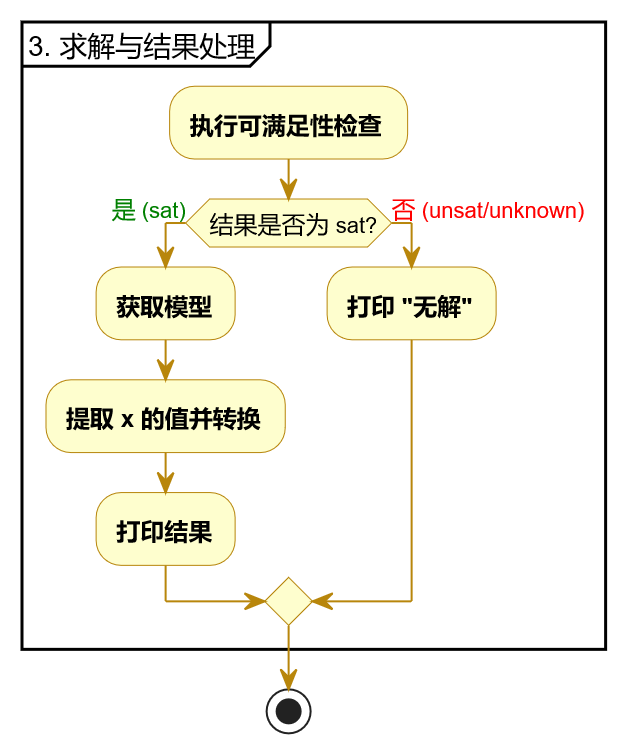 3. 求解与结果处理
执行可满足性检查
是 (sat)
结果是否为 sat?
否 (unsat/unknown)
获取模型
打印 "无解"
提取 x 的值并转换
打印结果